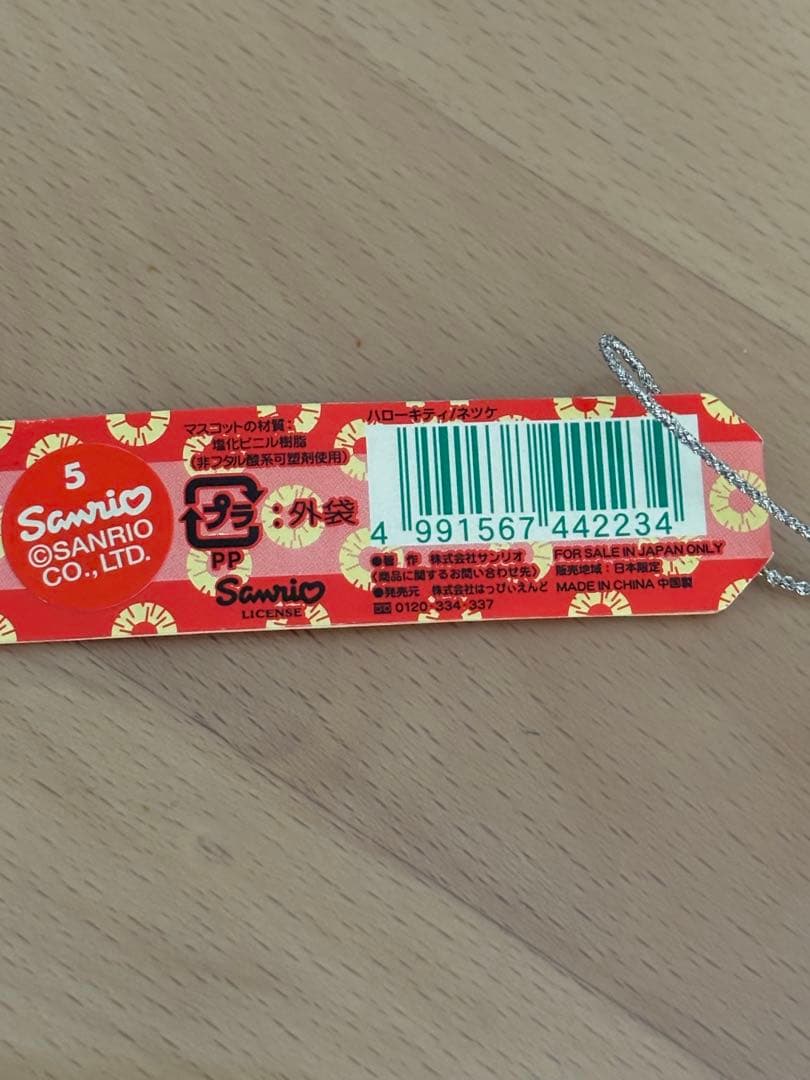 5
Sanrio
©SANRIO
CO., LTD.
マスコットの材質：
塩化ビニル樹脂
（非フタル酸系可塑剤使用）
プラ：外袋
PP
Sanrio
LICENSE
ハローキティ/ネツケ
4 991567 442234
●著 作 株式会社サンリオ
（商品に関するお問い合わせ先）
●発売元 株式会社はっぴぃえんど
0120-334-337
FOR SALE IN JAPAN ONLY
販売地域：日本限定
MADE IN CHINA 中国製